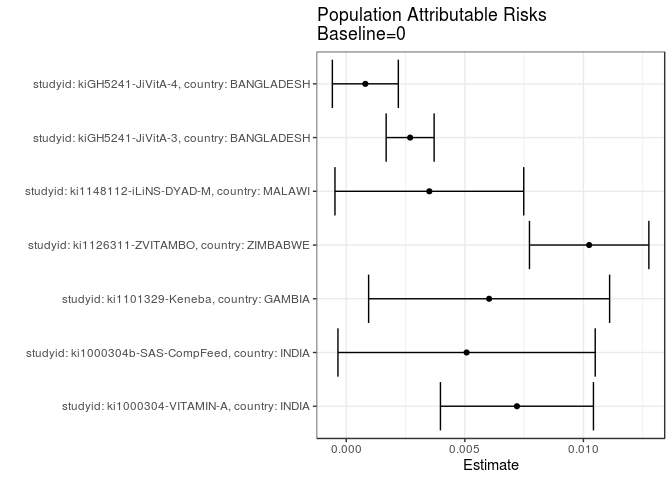 Population Attributable Risks
Baseline=0
studyid: kiGH5241-JiVitA-4, country: BANGLADESH
studyid: kiGH5241-JiVitA-3, country: BANGLADESH
studyid: ki1148112-iLiNS-DYAD-M, country: MALAWI
studyid: ki1126311-ZVITAMBO, country: ZIMBABWE
studyid: ki1101329-Keneba, country: GAMBIA
studyid: ki1000304b-SAS-CompFeed, country: INDIA
studyid: ki1000304-VITAMIN-A, country: INDIA
0.000 0.005 0.010
Estimate